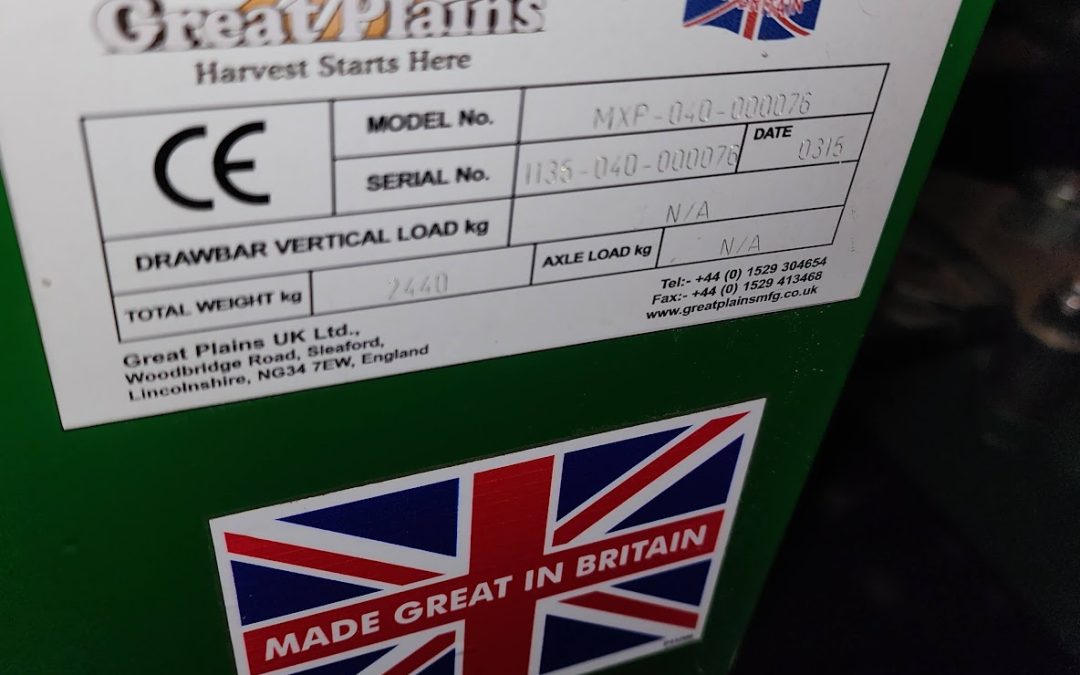 Great Plains
Harvest Starts Here
CE
MODEL No.
MXP-040-000076
SERIAL No.
1136-040-000076
DATE
0315
DRAWBAR VERTICAL LOAD kg
N/A
TOTAL WEIGHT kg
2440
AXLE LOAD kg
N/A
Great Plains UK Ltd.,
Woodbridge Road, Sleaford,
Lincolnshire, NG34 7EW, England
Tel:- +44 (0) 1529 304654
Fax:- +44 (0) 1529 413468
www.greatplainsmfg.co.uk
MADE GREAT IN BRITAIN